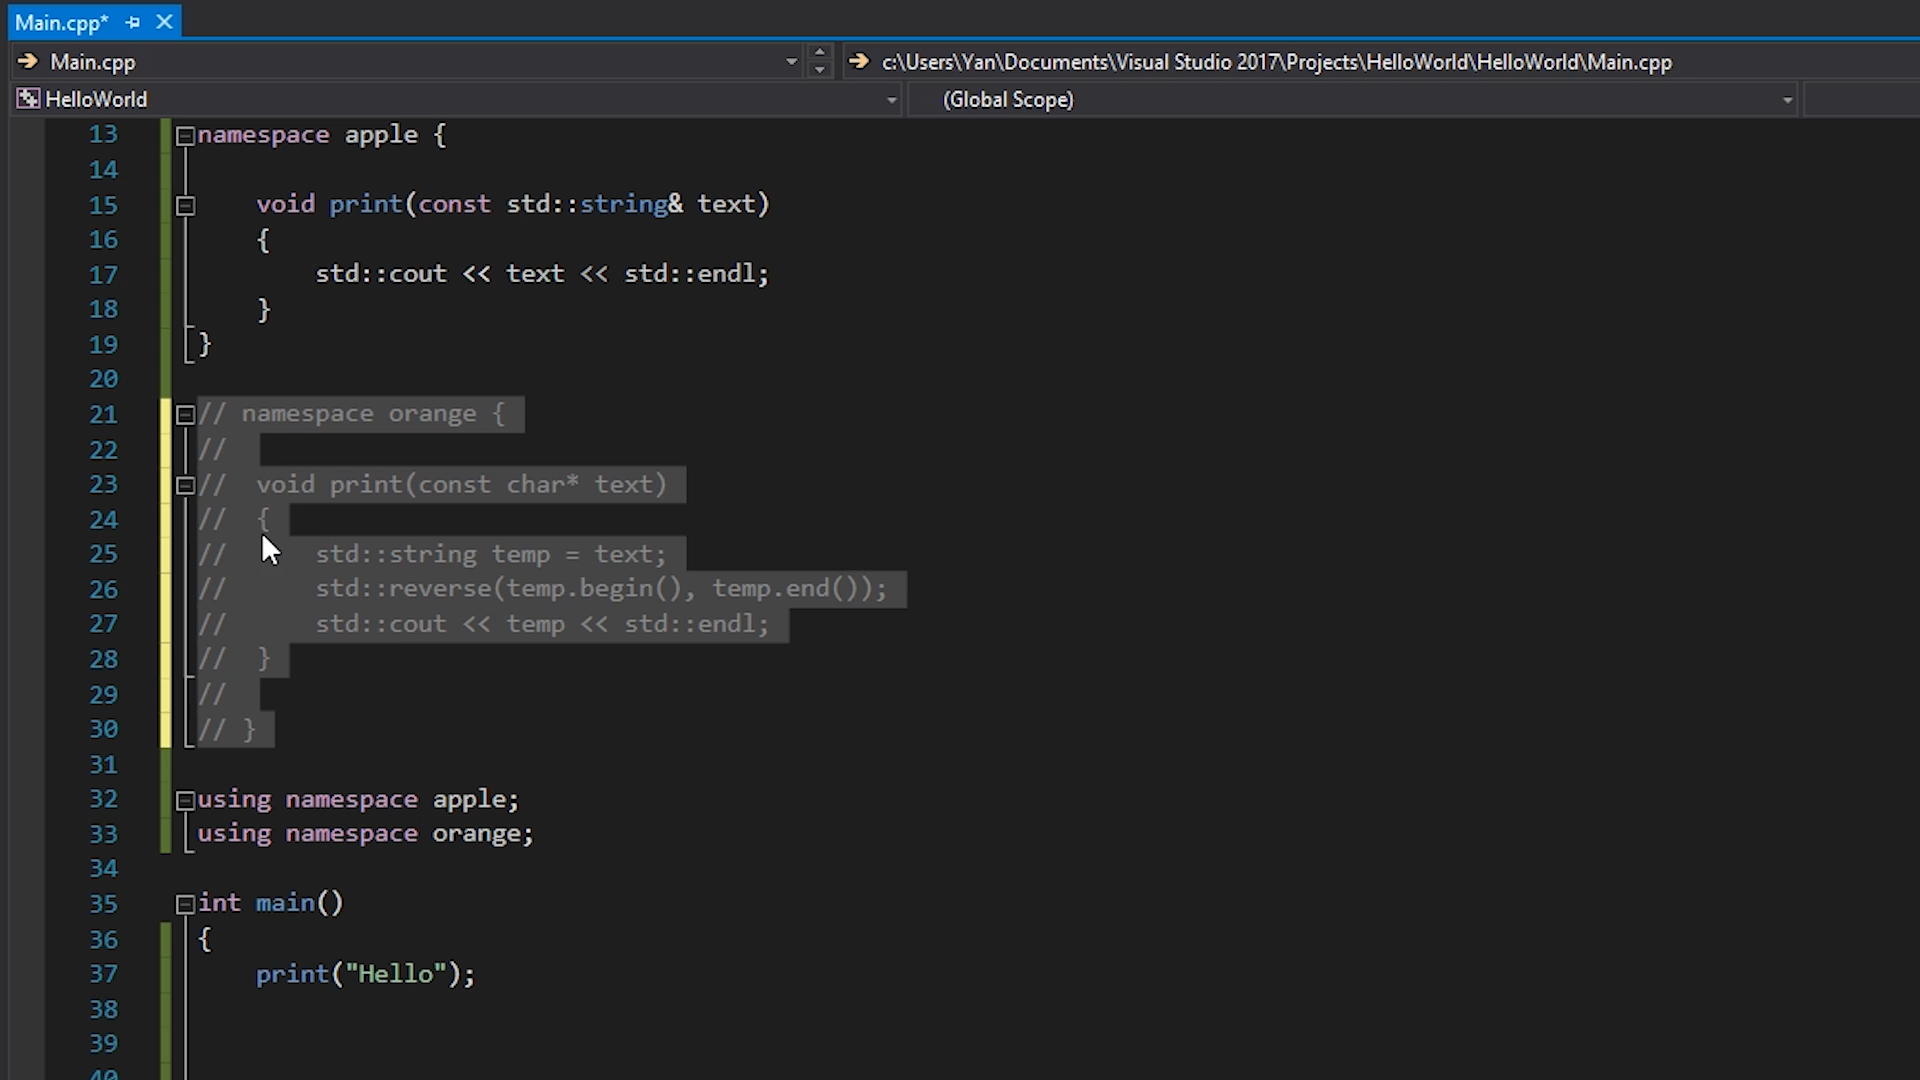 Main.cpp*
Main.cpp
c:\Users\Yan\Documents\Visual Studio 2017\Projects\HelloWorld\HelloWorld\Main.cpp
HelloWorld
(Global Scope)
13 namespace apple {
14
15     void print(const std::string& text)
16     {
17         std::cout << text << std::endl;
18     }
19 }
20
21 // namespace orange {
22 //
23 //  void print(const char* text)
24 //  {
25 //      std::string temp = text;
26 //      std::reverse(temp.begin(), temp.end());
27 //      std::cout << temp << std::endl;
28 //  }
29 //
30 // }
31
32 using namespace apple;
33 using namespace orange;
34
35 int main()
36 {
37     print("Hello");
38
39
40